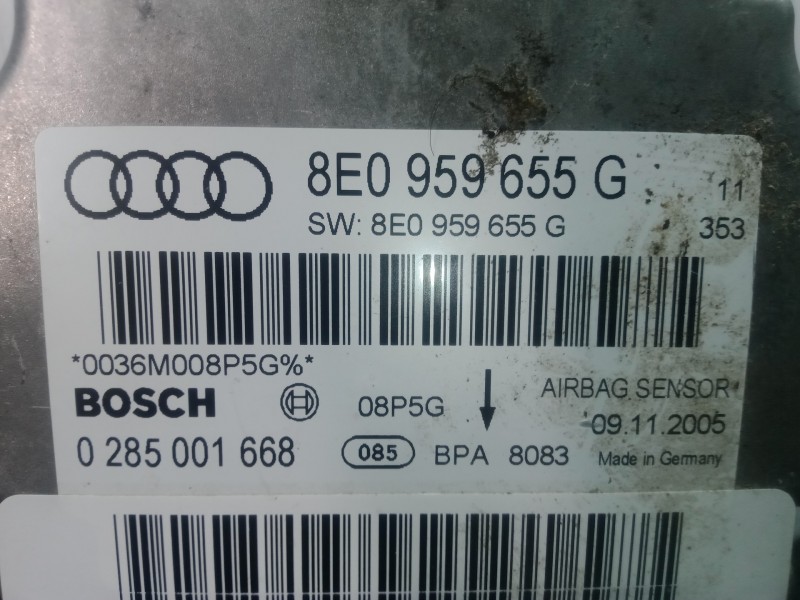 8E0 959 655 G 11
SW: 8E0 959 655 G 353
*0036M008P5G%*
BOSCH 08P5G AIRBAG SENSOR
09.11.2005
0 285 001 668 085 BPA 8083 Made in Germany